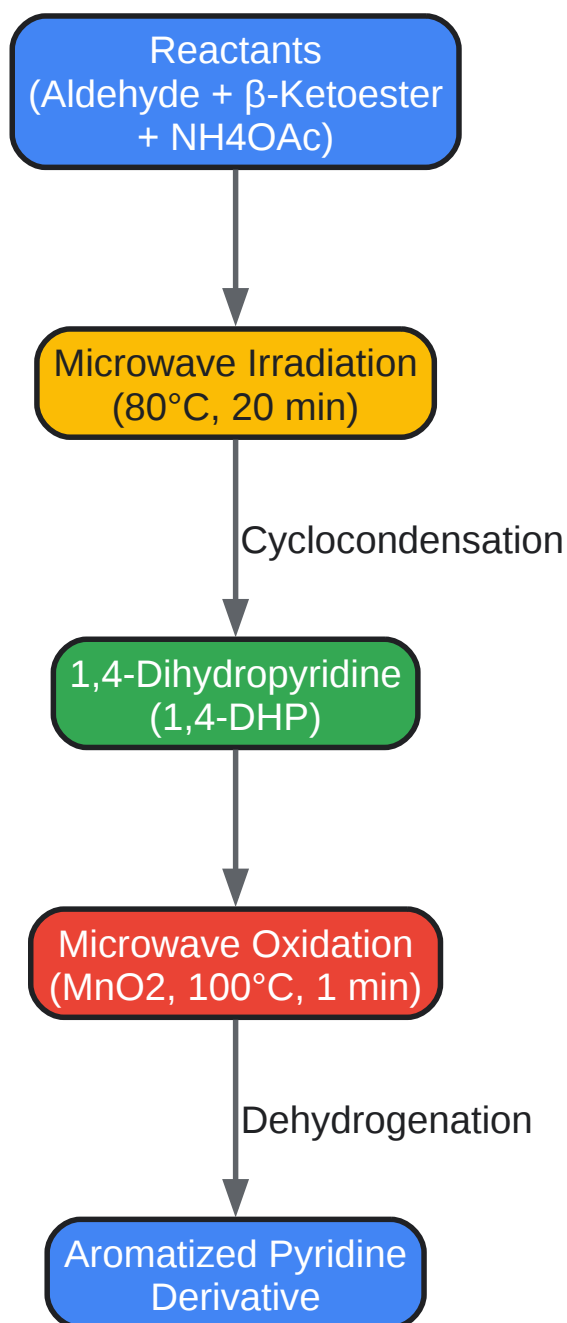 Reactants
(Aldehyde + β-Ketoester
+ NH4OAc)
Microwave Irradiation
(80°C, 20 min)
Cyclocondensation
1,4-Dihydropyridine
(1,4-DHP)
Microwave Oxidation
(MnO2, 100°C, 1 min)
Dehydrogenation
Aromatized Pyridine
Derivative